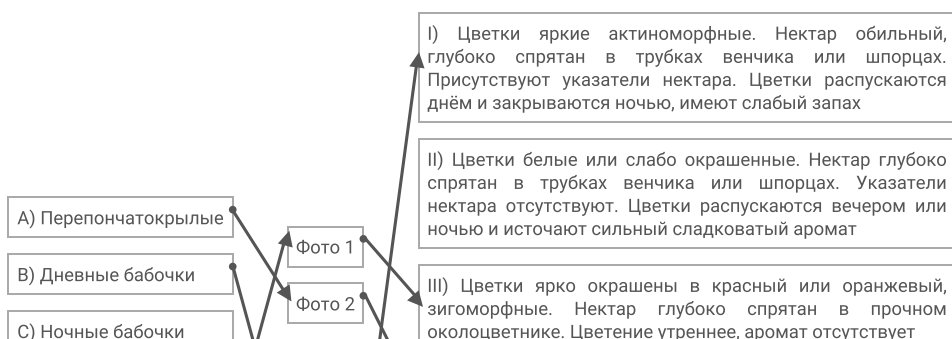 I) Цветки яркие актиноморфные. Нектар обильный,
глубоко спрятан в трубках венчика или шпорцах.
Присутствуют указатели нектара. Цветки распускаются
днём и закрываются ночью, имеют слабый запах
II) Цветки белые или слабо окрашенные. Нектар глубоко
спрятан в трубках венчика или шпорцах. Указатели
нектара отсутствуют. Цветки распускаются вечером или
ночью и источают сильный сладковатый аромат
A) Перепончатокрылые
Фото 1
B) Дневные бабочки
III) Цветки ярко окрашены в красный или оранжевый,
Фото 2
зигоморфные. Нектар глубоко спрятан в прочном
C) Ночные бабочки
околоцветнике. Цветение утреннее, аромат отсутствует